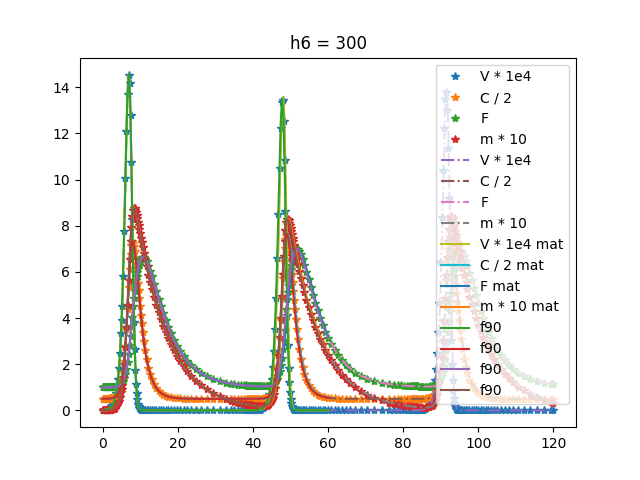 h6 = 300
14
12
10
8
6
4
2
0
0 20 40 60 80 100 120
V * 1e4
C / 2
F
m * 10
V * 1e4
C / 2
F
m * 10
V * 1e4 mat
C / 2 mat
F mat
m * 10 mat
f90
f90
f90
f90